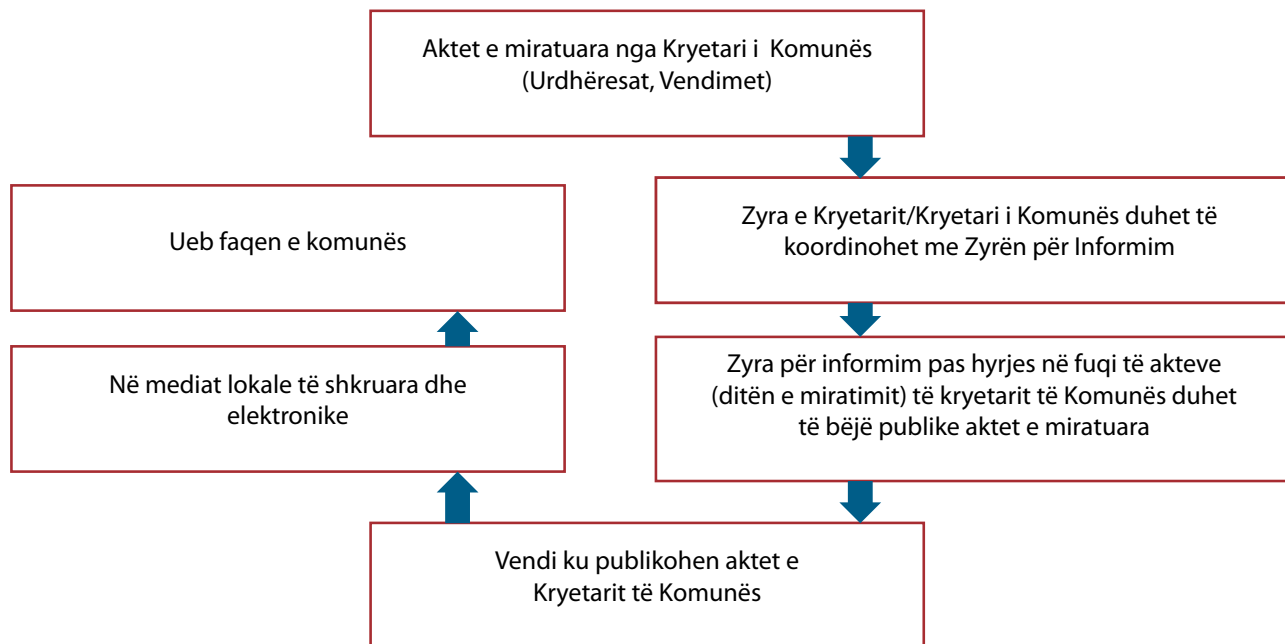 Aktet e miratuara nga Kryetari i Komunës
(Urdhëresat, Vendimet)
Zyra e Kryetarit/Kryetari i Komunës duhet të
koordinohet me Zyrën për Informim
Zyra për informim pas hyrjes në fuqi të akteve
(ditën e miratimit) të kryetarit të Komunës duhet
të bëjë publike aktet e miratuara
Vendi ku publikohen aktet e
Kryetarit të Komunës
Në mediat lokale të shkruara dhe
elektronike
Ueb faqen e komunës